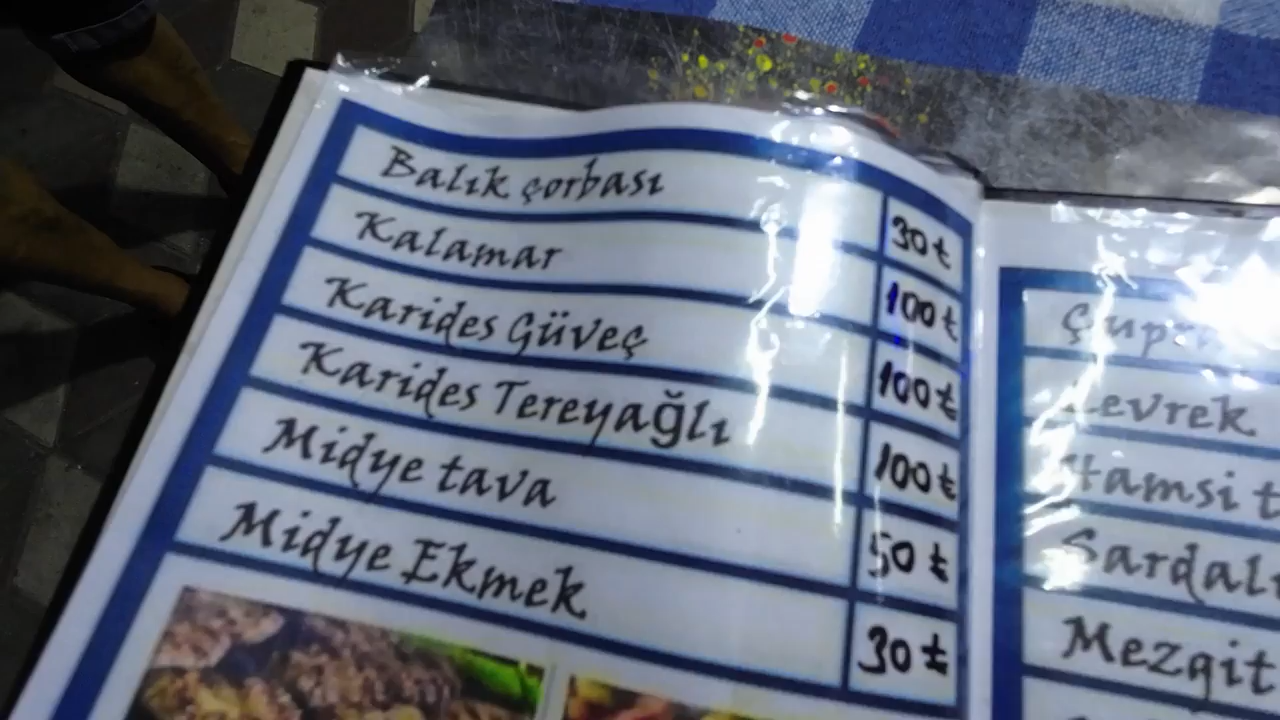 Balık çorbası 30 ₺
Kalamar 100 ₺
Karides Güveç 100 ₺
Karides Tereyağlı 100 ₺
Midye tava 50 ₺
Midye Ekmek 30 ₺
Levrek
Hamsi
Mezgit